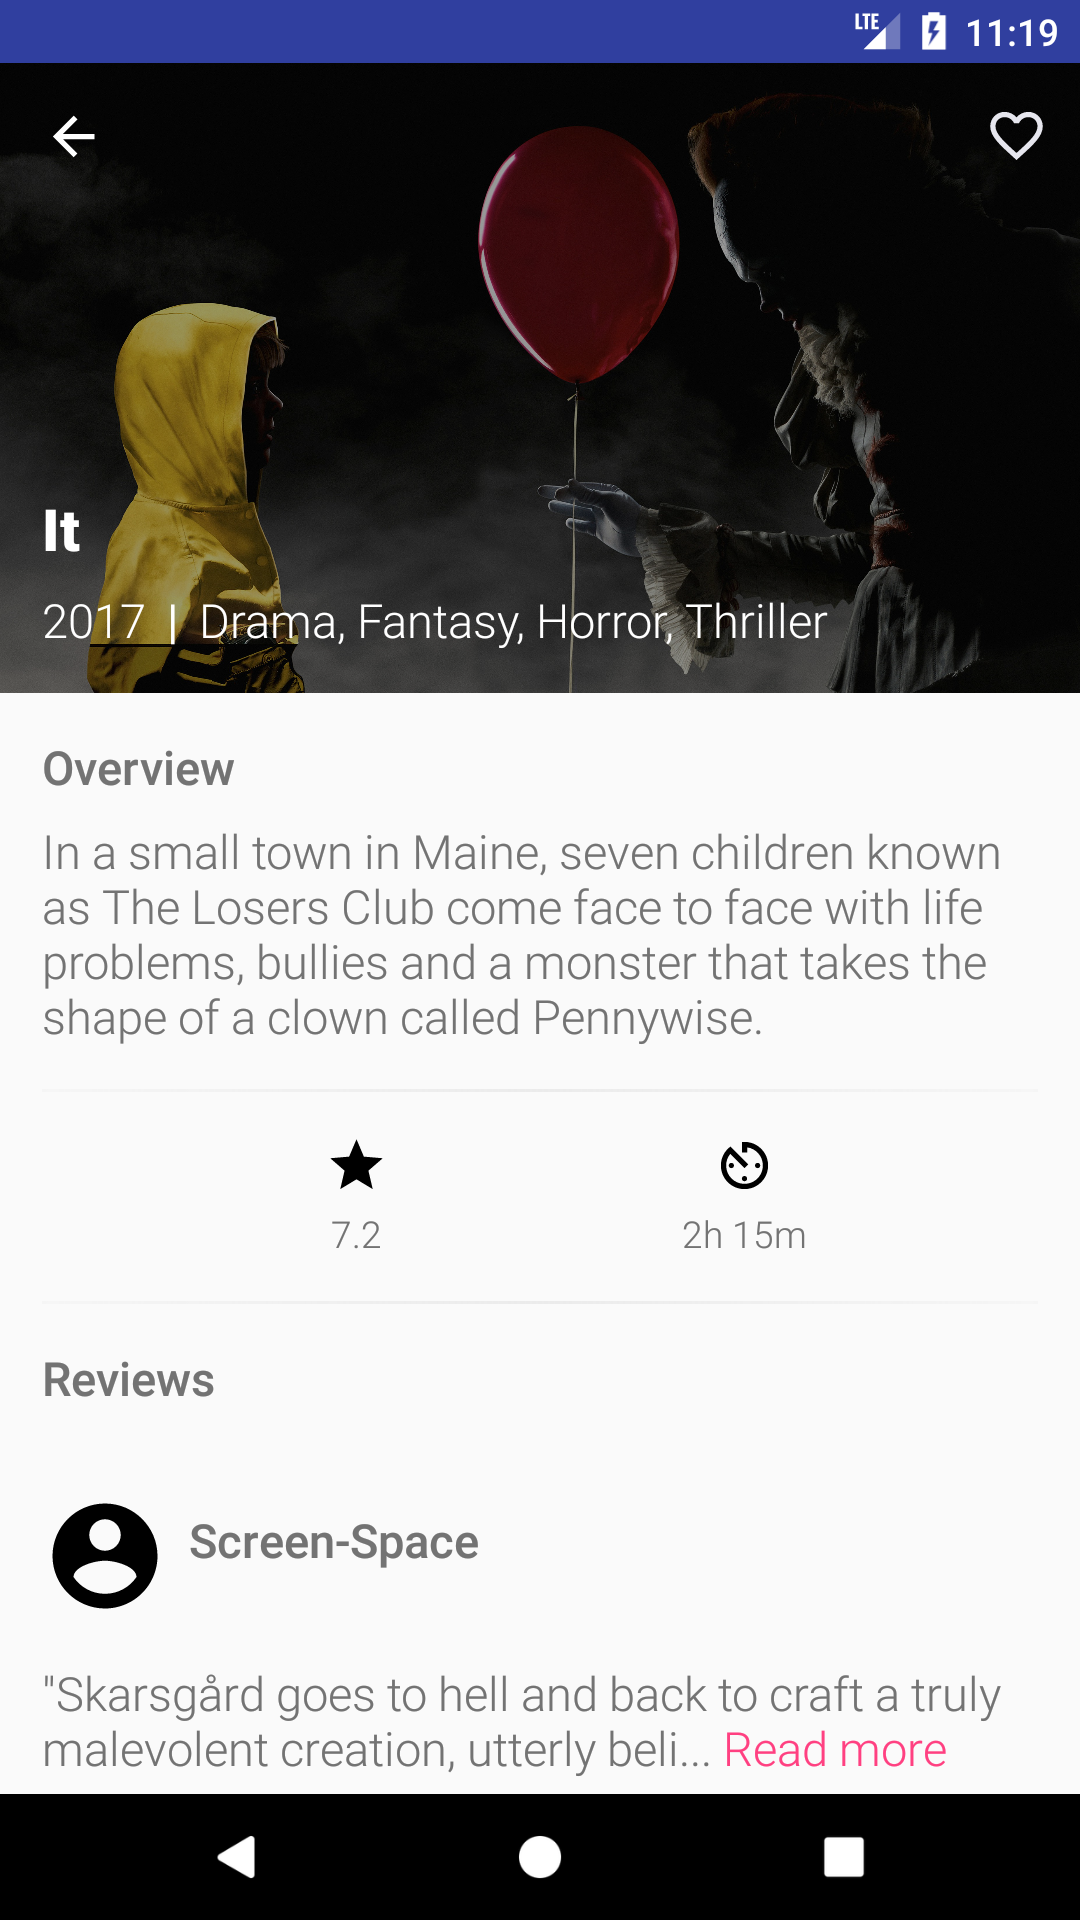 LTE 11:19
It
2017 | Drama, Fantasy, Horror, Thriller
Overview
In a small town in Maine, seven children known
as The Losers Club come face to face with life
problems, bullies and a monster that takes the
shape of a clown called Pennywise.
7.2
2h 15m
Reviews
Screen-Space
"Skarsgård goes to hell and back to craft a truly
malevolent creation, utterly beli... Read more